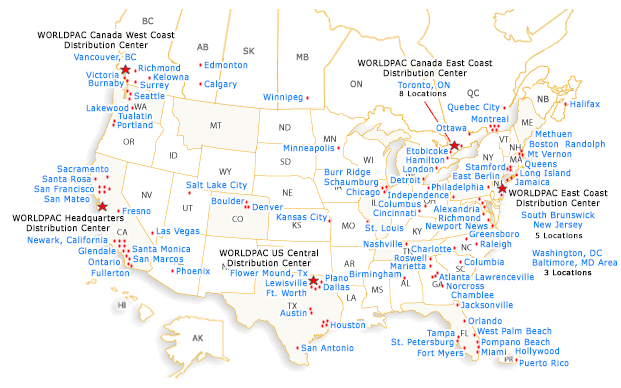 BC
WORLDPAC Canada West Coast
Distribution Center
Vancouver, BC
AB
SK
MB
ON
QC
NB
Richmond
Kelowna
Victoria
Burnaby
Surrey
Seattle
Edmonton
Calgary
Winnipeg
WORLDPAC Canada East Coast
Distribution Center
Toronto, ON
8 Locations
Quebec City
Halifax
Montreal
Ottawa
Lakewood
WA
Tualatin
Portland
MT
ND
MN
Minneapolis
ME
Methuen
Boston Randolph
Mt Vernon
Queens
Long Island
Jamaica
VT
NH
MA
NY
Etobicoke
Hamilton
London
Stamford
East Berlin
OR
ID
SD
WI
MI
WY
Burr Ridge
Schaumburg
Chicago
Detroit
Philadelphia
NJ
WORLDPAC East Coast
Distribution Center
South Brunswick
New Jersey
5 Locations
Washington, DC
Baltimore, MD Area
3 Locations
Sacramento
Santa Rosa
San Francisco
San Mateo
Salt Lake City
NV
UT
Boulder
Denver
CO
NE
IA
Independence
Columbus
Cincinnati
Alexandria
Richmond
Newport News
WORLDPAC Headquarters
Distribution Center
Fresno
CA
Las Vegas
Kansas City
KS
MO
St. Louis
KY
Greensboro
Raleigh
Newark, California
Glendale
Ontario
Fullerton
Santa Monica
San Marcos
Phoenix
AZ
NM
WORLDPAC US Central
Distribution Center
Flower Mound, Tx
Lewisville
Ft. Worth
Plano
Dallas
OK
AR
Nashville
TN
Charlotte
NC
Roswell
Marietta
Birmingham
SC
Columbia
Atlanta
Lawrenceville
GA
Norcross
Chamblee
MS
AL
LA
TX
Austin
Houston
San Antonio
Jacksonville
Orlando
FL
Tampa
St. Petersburg
Fort Myers
West Palm Beach
Pompano Beach
Miami
Hollywood
PR
Puerto Rico
HI
AK